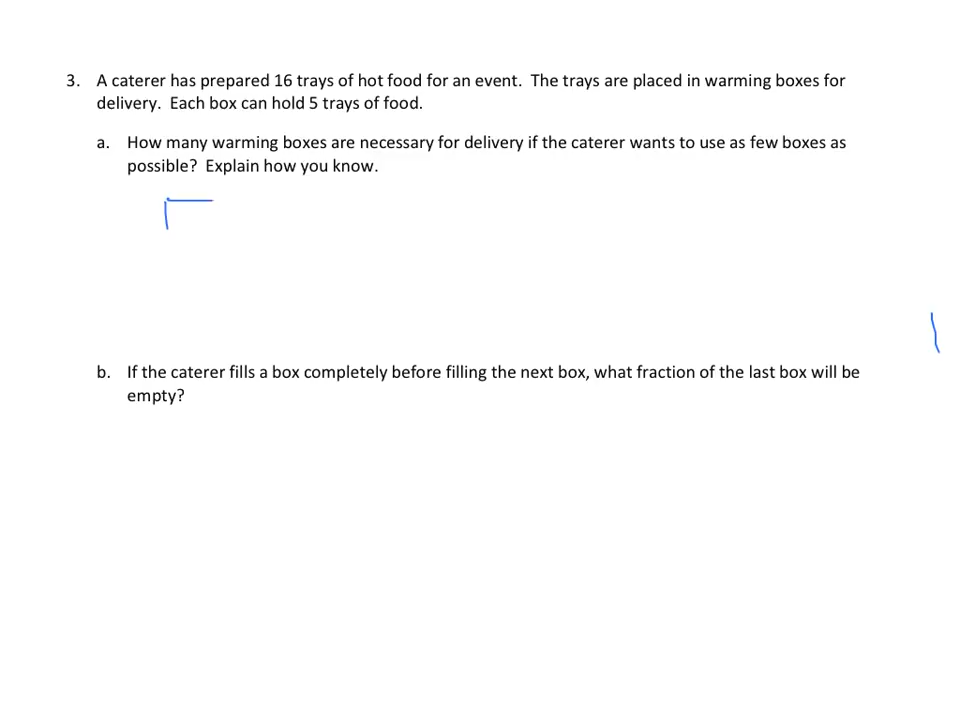 3. A caterer has prepared 16 trays of hot food for an event. The trays are placed in warming boxes for
delivery. Each box can hold 5 trays of food.
a. How many warming boxes are necessary for delivery if the caterer wants to use as few boxes as
possible? Explain how you know.
b. If the caterer fills a box completely before filling the next box, what fraction of the last box will be
empty?